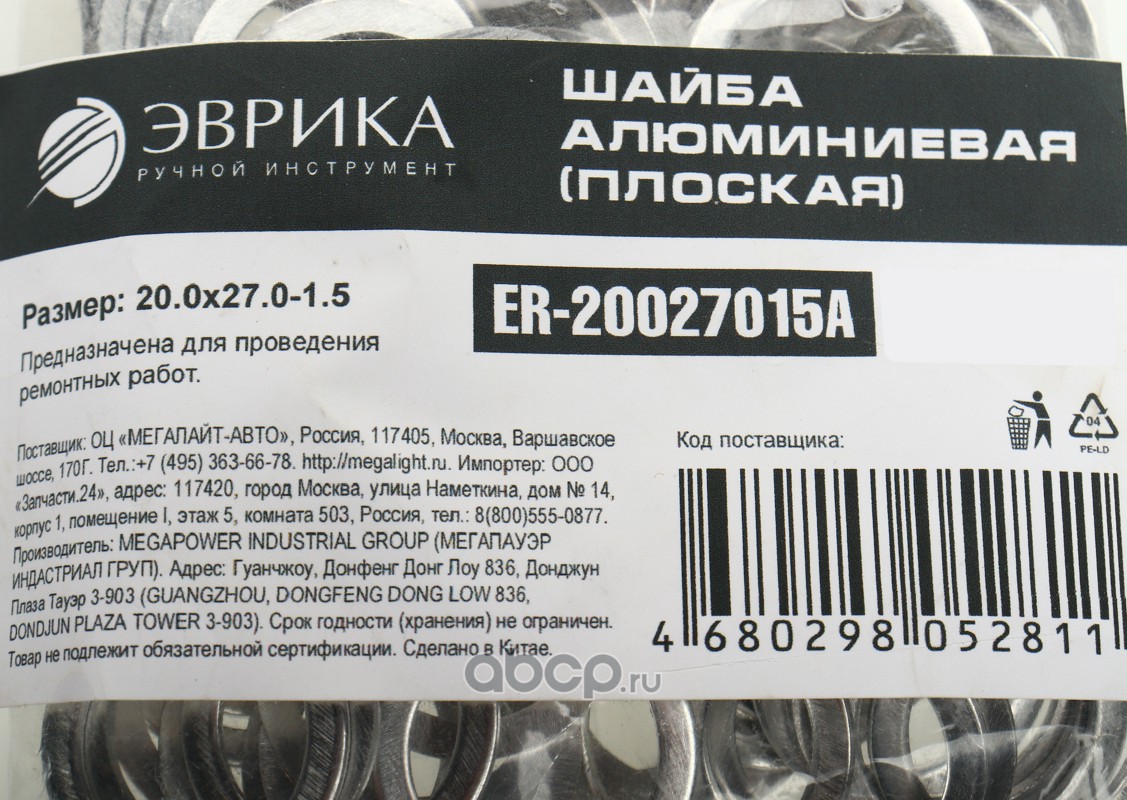 ЭВРИКА
РУЧНОЙ ИНСТРУМЕНТ
ШАЙБА
АЛЮМИНИЕВАЯ
(ПЛОСКАЯ)
Размер: 20.0x27.0-1.5
ER-20027015A
Предназначена для проведения
ремонтных работ.
Поставщик: ОЦ «МЕГАЛАЙТ-АВТО», Россия, 117405, Москва, Варшавское
шоссе, 170Г. Тел.:+7 (495) 363-66-78. http://megalight.ru. Импортер: ООО
«Запчасти.24», адрес: 117420, город Москва, улица Наметкина, дом № 14,
корпус 1, помещение I, этаж 5, комната 503, Россия, тел.: 8(800)555-0877.
Производитель: MEGAPOWER INDUSTRIAL GROUP (МЕГАПАУЭР
ИНДАСТРИАЛ ГРУП). Адрес: Гуанчжоу, Донфенг Донг Лоу 836, Донджун
Плаза Тауэр 3-903 (GUANGZHOU, DONGFENG DONG LOW 836,
DONDJUN PLAZA TOWER 3-903). Срок годности (хранения) не ограничен.
Товар не подлежит обязательной сертификации. Сделано в Китае.
Код поставщика:
04
PE-LD
4 680298 052811
abcp.ru